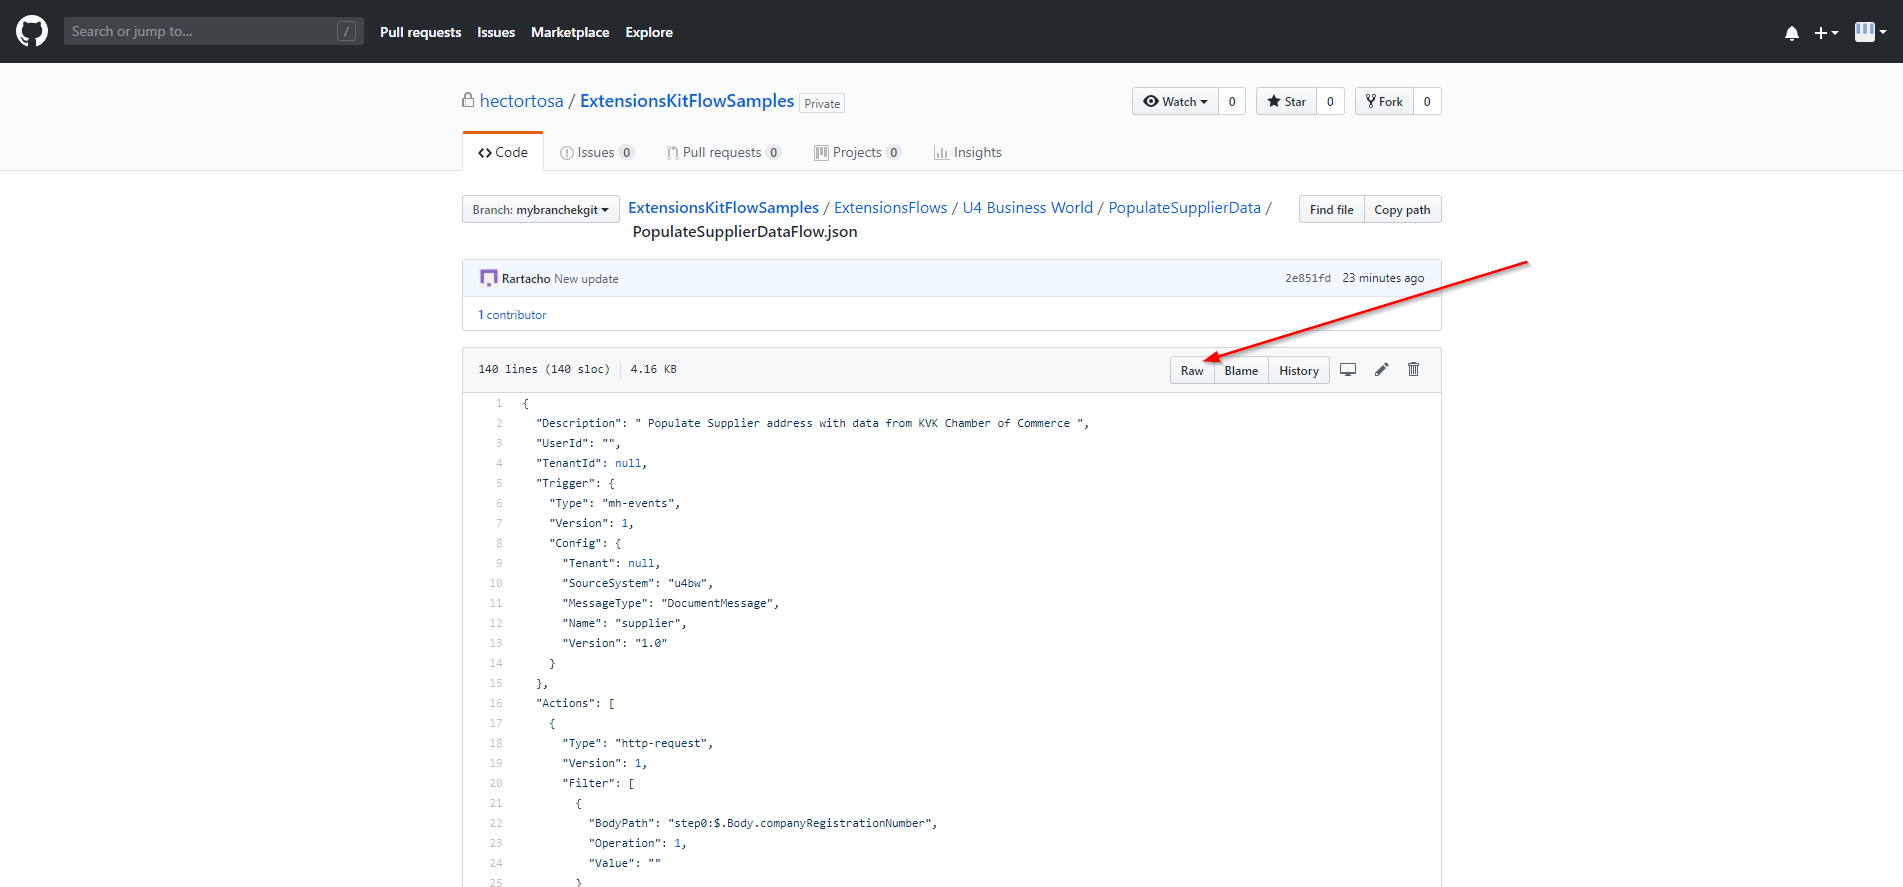 Search or jump to... / Pull requests Issues Marketplace Explore
hectortosa / ExtensionsKitFlowSamples Private Watch 0 Star 0 Fork 0
Code Issues 0 Pull requests 0 Projects 0 Insights
Branch: mybranchekgit ExtensionsKitFlowSamples / ExtensionsFlows / U4 Business World / PopulateSupplierData / Find file Copy path
PopulateSupplierDataFlow.json
Rartacho New update 2e851fd 23 minutes ago
1 contributor
140 lines (140 sloc) 4.16 KB Raw Blame History
1 {
2 "Description": " Populate Supplier address with data from KVK Chamber of Commerce ",
3 "UserId": "",
4 "TenantId": null,
5 "Trigger": {
6 "Type": "mh-events",
7 "Version": 1,
8 "Config": {
9 "Tenant": null,
10 "SourceSystem": "u4bw",
11 "MessageType": "DocumentMessage",
12 "Name": "supplier",
13 "Version": "1.0"
14 }
15 },
16 "Actions": [
17 {
18 "Type": "http-request",
19 "Version": 1,
20 "Filter": [
21 {
22 "BodyPath": "step0:$.Body.companyRegistrationNumber",
23 "Operation": 1,
24 "Value": ""
25 }